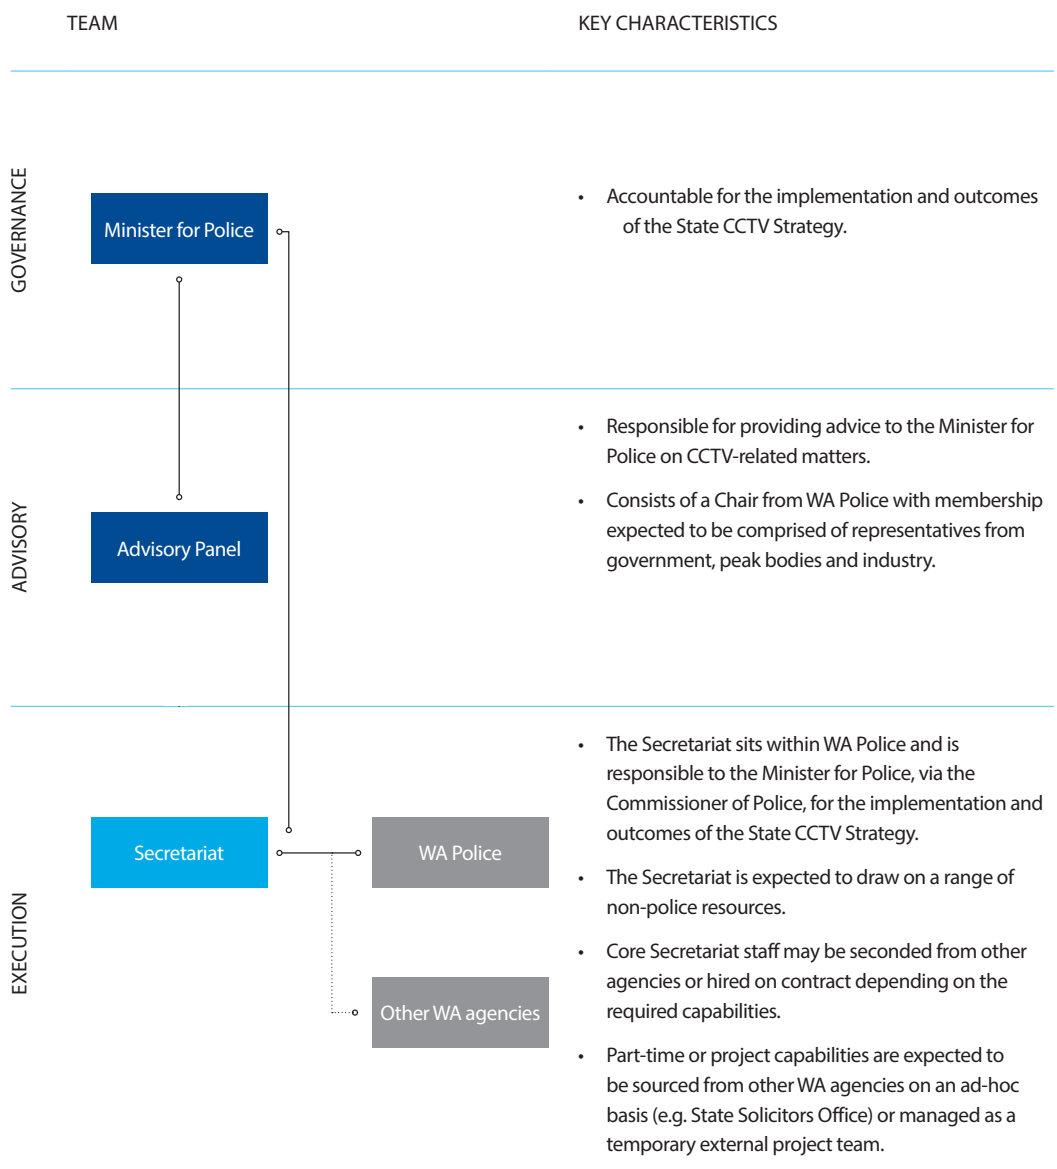 TEAM
KEY CHARACTERISTICS
GOVERNANCE
Minister for Police
• Accountable for the implementation and outcomes
of the State CCTV Strategy.
ADVISORY
Advisory Panel
• Responsible for providing advice to the Minister for
Police on CCTV-related matters.
• Consists of a Chair from WA Police with membership
expected to be comprised of representatives from
government, peak bodies and industry.
EXECUTION
Secretariat
WA Police
Other WA agencies
• The Secretariat sits within WA Police and is
responsible to the Minister for Police, via the
Commissioner of Police, for the implementation and
outcomes of the State CCTV Strategy.
• The Secretariat is expected to draw on a range of
non-police resources.
• Core Secretariat staff may be seconded from other
agencies or hired on contract depending on the
required capabilities.
• Part-time or project capabilities are expected to
be sourced from other WA agencies on an ad-hoc
basis (e.g. State Solicitors Office) or managed as a
temporary external project team.